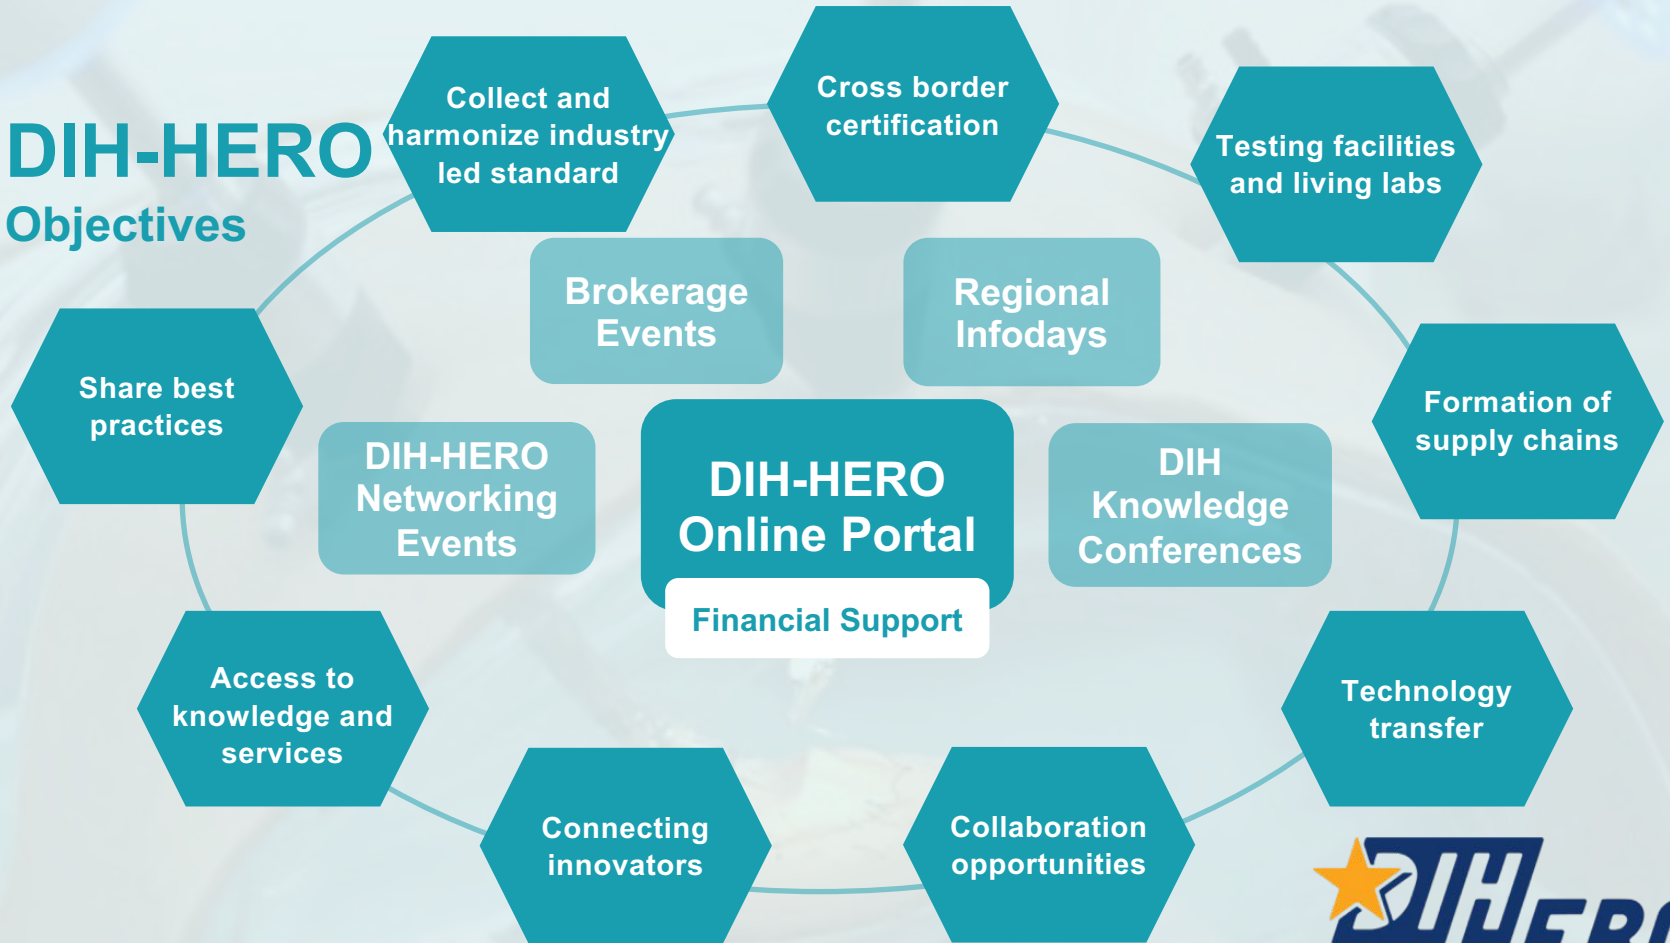 DIH-HERO
Objectives
Collect and
harmonize industry
led standard
Cross border
certification
Testing facilities
and living labs
Brokerage
Events
Regional
Infodays
Share best
practices
DIH-HERO
Networking
Events
DIH-HERO
Online Portal
Financial Support
DIH
Knowledge
Conferences
Formation of
supply chains
Access to
knowledge and
services
Technology
transfer
Connecting
innovators
Collaboration
opportunities
DIH
HERO